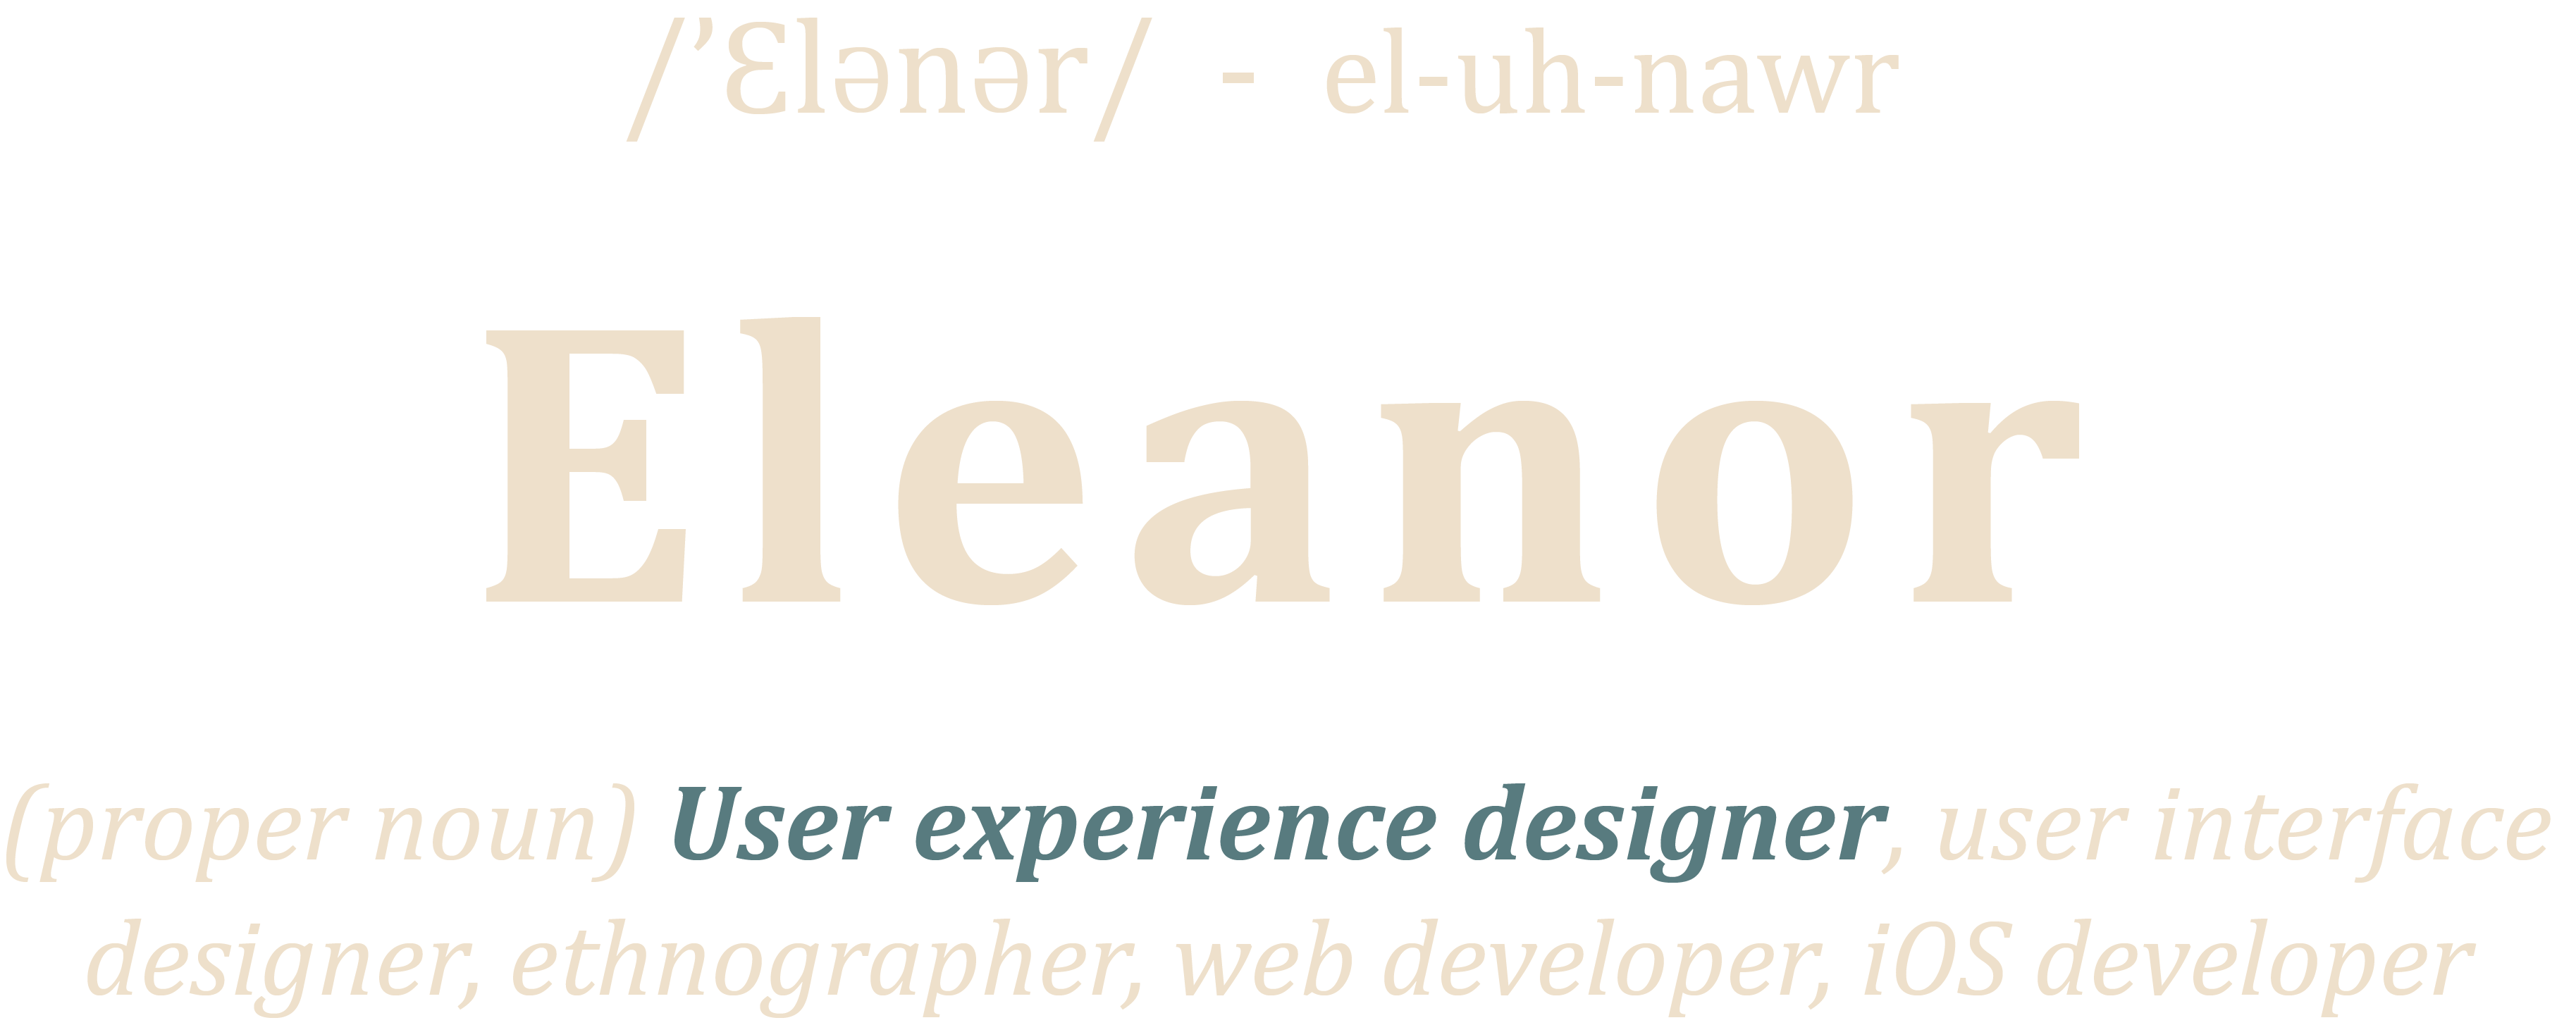 /’Ɛlənər/ - el-uh-nawr
Eleanor
(proper noun) User experience designer, user interface
designer, ethnographer, web developer, iOS developer